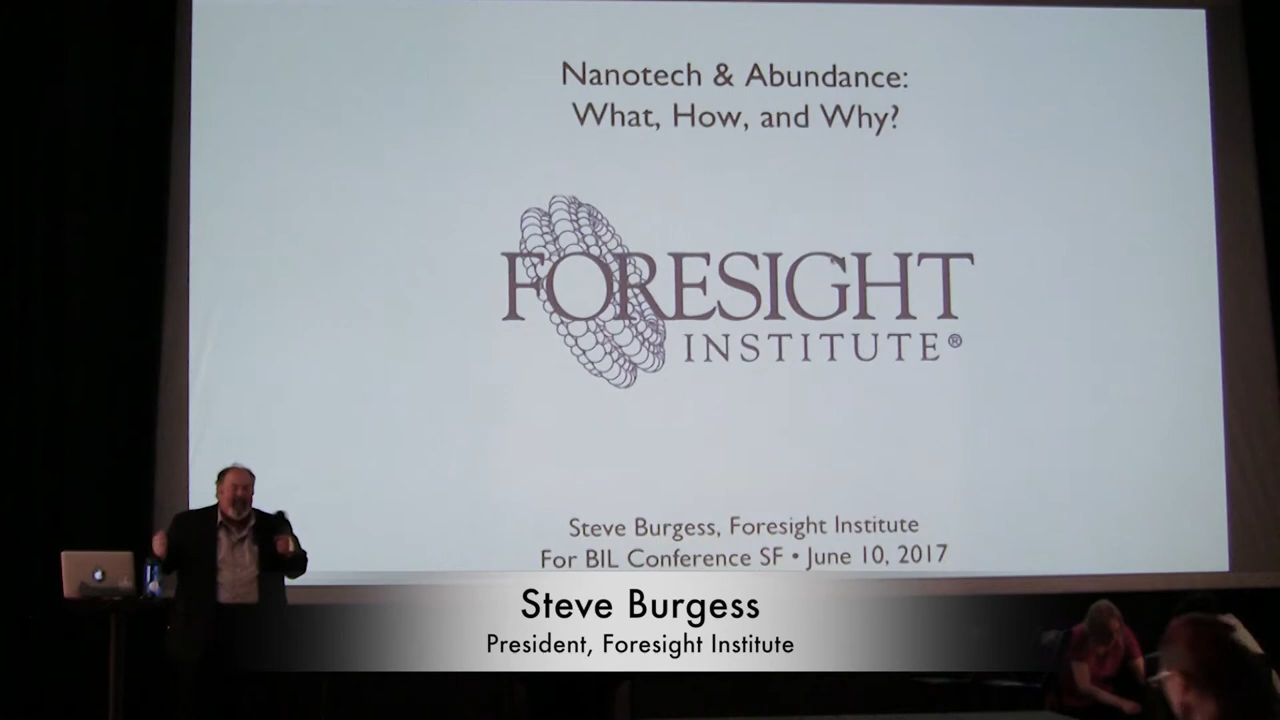 Nanotech & Abundance:
What, How, and Why?
FORESIGHT
INSTITUTE®
Steve Burgess, Foresight Institute
For BIL Conference SF • June 10, 2017
Steve Burgess
President, Foresight Institute